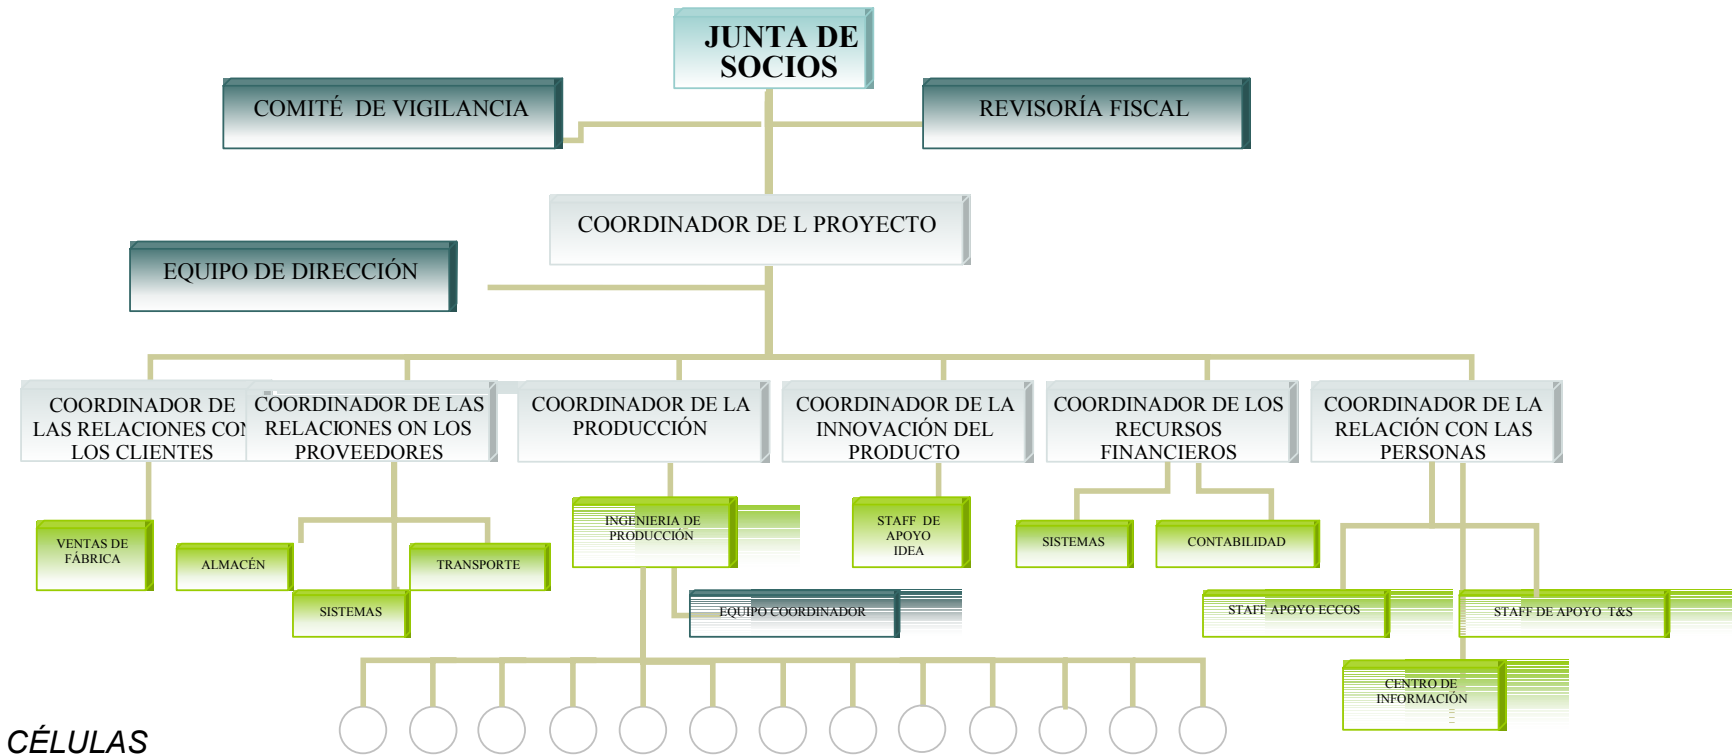 JUNTA DE
SOCIOS
COMITÉ DE VIGILANCIA
REVISORÍA FISCAL
COORDINADOR DE L PROYECTO
EQUIPO DE DIRECCIÓN
COORDINADOR DE
LAS RELACIONES CON
LOS CLIENTES
COORDINADOR DE LAS
RELACIONES ON LOS
PROVEEDORES
COORDINADOR DE LA
PRODUCCIÓN
COORDINADOR DE LA
INNOVACIÓN DEL
PRODUCTO
COORDINADOR DE LOS
RECURSOS
FINANCIEROS
COORDINADOR DE LA
RELACIÓN CON LAS
PERSONAS
VENTAS DE
FÁBRICA
ALMACÉN
TRANSPORTE
SISTEMAS
INGENIERIA DE
PRODUCCIÓN
EQUIPO COORDINADOR
STAFF DE
APOYO
IDEA
SISTEMAS
CONTABILIDAD
STAFF APOYO ECCOS
STAFF DE APOYO T&S
CENTRO DE
INFORMACIÓN
CÉLULAS